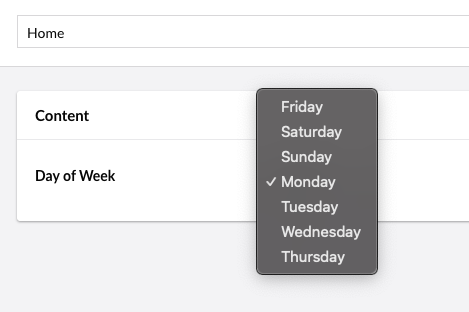 Home
Content
Day of Week
Friday
Saturday
Sunday
✓ Monday
Tuesday
Wednesday
Thursday